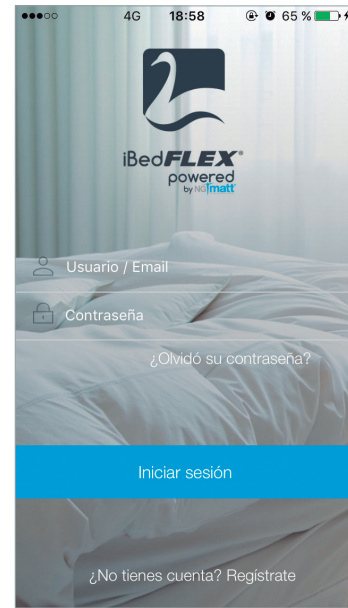 4G 18:58 65 %
iBedFLEX®
powered
by NGmatt®
Usuario / Email
Contraseña
¿Olvidó su contraseña?
Iniciar sesión
¿No tienes cuenta? Regístrate